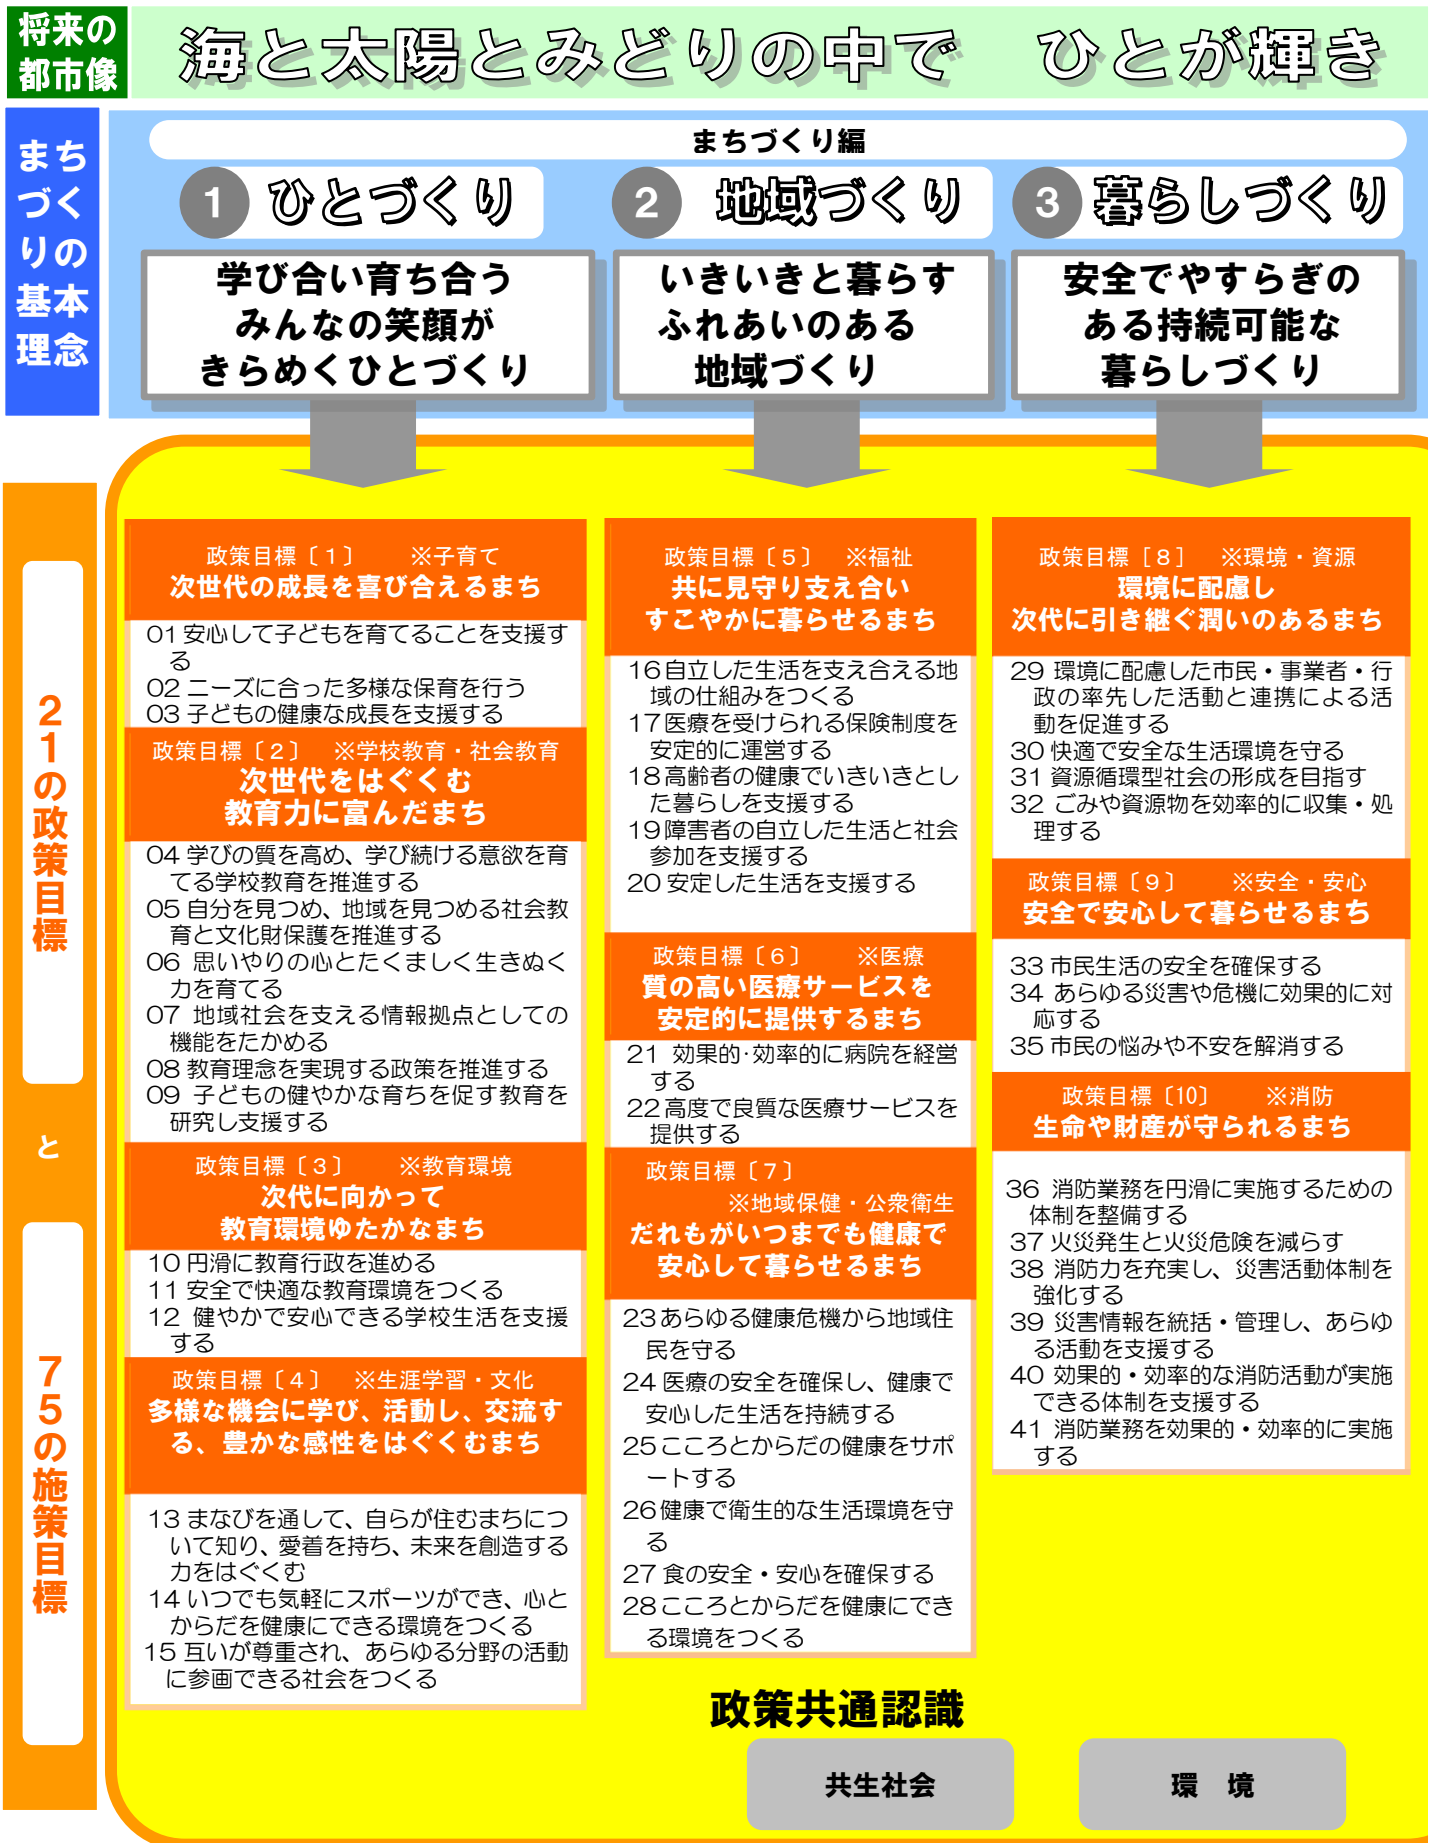 将来の
都市像
海と太陽とみどりの中で　ひとが輝き
まち
づく
りの
基本
理念
まちづくり編
1 ひとづくり
学び合い育ち合う
みんなの笑顔が
きらめくひとづくり
2 地域づくり
いきいきと暮らす
ふれあいのある
地域づくり
3 暮らしづくり
安全でやすらぎの
ある持続可能な
暮らしづくり
21の政策目標
と
75の施策目標
政策目標〔１〕　※子育て
次世代の成長を喜び合えるまち
01 安心して子どもを育てることを支援す
る
02 ニーズに合った多様な保育を行う
03 子どもの健康な成長を支援する
政策目標〔２〕　※学校教育・社会教育
次世代をはぐくむ
教育力に富んだまち
04 学びの質を高め、学び続ける意欲を育
てる学校教育を推進する
05 自分を見つめ、地域を見つめる社会教
育と文化財保護を推進する
06 思いやりの心とたくましく生きぬく
力を育てる
07 地域社会を支える情報拠点としての
機能をたかめる
08 教育理念を実現する政策を推進する
09 子どもの健やかな育ちを促す教育を
研究し支援する
政策目標〔３〕　※教育環境
次代に向かって
教育環境ゆたかなまち
10 円滑に教育行政を進める
11 安全で快適な教育環境をつくる
12 健やかで安心できる学校生活を支援
する
政策目標〔４〕　※生涯学習・文化
多様な機会に学び、活動し、交流す
る、豊かな感性をはぐくむまち
13 まなびを通して、自らが住むまちにつ
いて知り、愛着を持ち、未来を創造する
力をはぐくむ
14 いつでも気軽にスポーツができ、心と
からだを健康にできる環境をつくる
15 互いが尊重され、あらゆる分野の活動
に参画できる社会をつくる
政策目標〔５〕　※福祉
共に見守り支え合い
すこやかに暮らせるまち
16 自立した生活を支え合える地
域の仕組みをつくる
17 医療を受けられる保険制度を
安定的に運営する
18 高齢者の健康でいきいきとし
た暮らしを支援する
19 障害者の自立した生活と社会
参加を支援する
20 安定した生活を支援する
政策目標〔６〕　※医療
質の高い医療サービスを
安定的に提供するまち
21 効果的･効率的に病院を経営
する
22 高度で良質な医療サービスを
提供する
政策目標〔７〕
※地域保健・公衆衛生
だれもがいつまでも健康で
安心して暮らせるまち
23 あらゆる健康危機から地域住
民を守る
24 医療の安全を確保し、健康で
安心した生活を持続する
25 こころとからだの健康をサポ
ートする
26 健康で衛生的な生活環境を守
る
27 食の安全・安心を確保する
28 こころとからだを健康にでき
る環境をつくる
政策目標［８］　※環境・資源
環境に配慮し
次代に引き継ぐ潤いのあるまち
29 環境に配慮した市民・事業者・行
政の率先した活動と連携による活
動を促進する
30 快適で安全な生活環境を守る
31 資源循環型社会の形成を目指す
32 ごみや資源物を効率的に収集・処
理する
政策目標〔９〕　※安全・安心
安全で安心して暮らせるまち
33 市民生活の安全を確保する
34 あらゆる災害や危機に効果的に対
応する
35 市民の悩みや不安を解消する
政策目標〔10〕　※消防
生命や財産が守られるまち
36 消防業務を円滑に実施するための
体制を整備する
37 火災発生と火災危険を減らす
38 消防力を充実し、災害活動体制を
強化する
39 災害情報を統括・管理し、あらゆ
る活動を支援する
40 効果的・効率的な消防活動が実施
できる体制を支援する
41 消防業務を効果的・効率的に実施
する
政策共通認識
共生社会
環　境